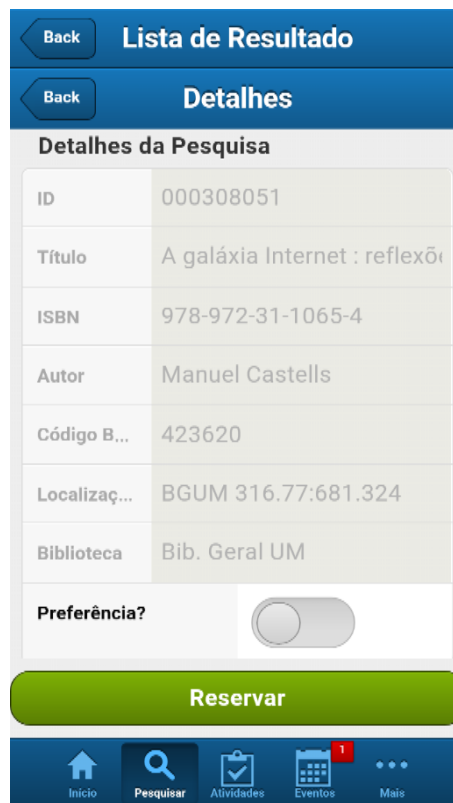 Back Lista de Resultado
Back Detalhes
Detalhes da Pesquisa
ID 000308051
Título A galáxia Internet : reflexõ
ISBN 978-972-31-1065-4
Autor Manuel Castells
Código B... 423620
Localizaç... BGUM 316.77:681.324
Biblioteca Bib. Geral UM
Preferência?
Reservar
1
Início Pesquisar Atividades Eventos Mais